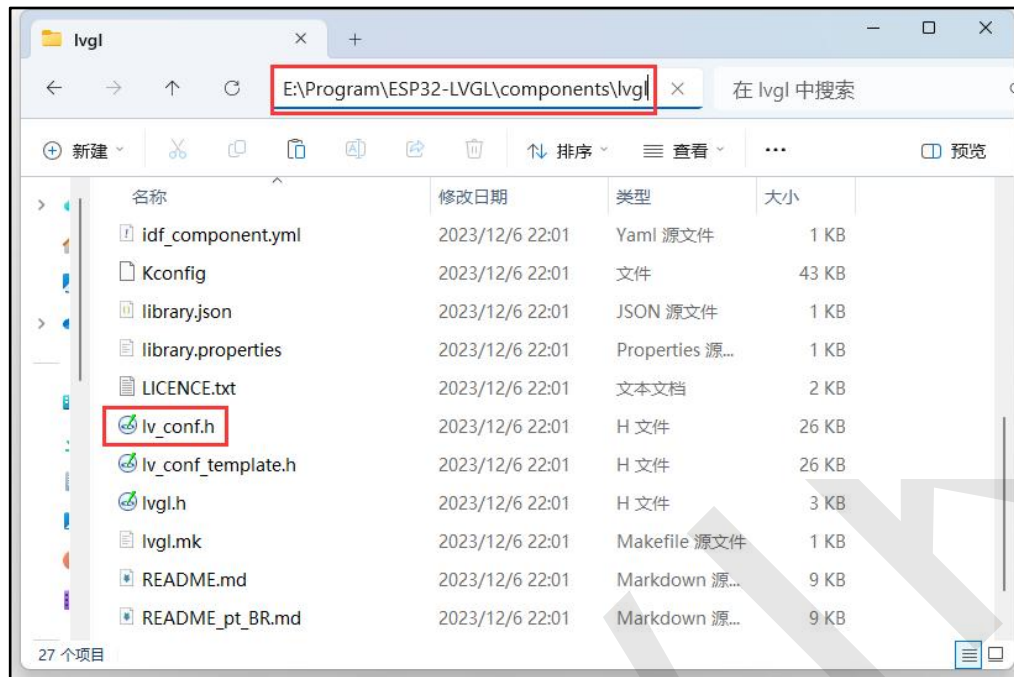 lvgl
E:\Program\ESP32-LVGL\components\lvgl
在 lvgl 中搜索
新建 排序 查看 ... 预览
名称 修改日期 类型 大小
idf_component.yml 2023/12/6 22:01 Yaml 源文件 1 KB
Kconfig 2023/12/6 22:01 文件 43 KB
library.json 2023/12/6 22:01 JSON 源文件 1 KB
library.properties 2023/12/6 22:01 Properties 源... 1 KB
LICENCE.txt 2023/12/6 22:01 文本文档 2 KB
lv_conf.h 2023/12/6 22:01 H 文件 26 KB
lv_conf_template.h 2023/12/6 22:01 H 文件 26 KB
lvgl.h 2023/12/6 22:01 H 文件 3 KB
lvgl.mk 2023/12/6 22:01 Makefile 源文件 1 KB
README.md 2023/12/6 22:01 Markdown 源... 9 KB
README_pt_BR.md 2023/12/6 22:01 Markdown 源... 9 KB
27 个项目